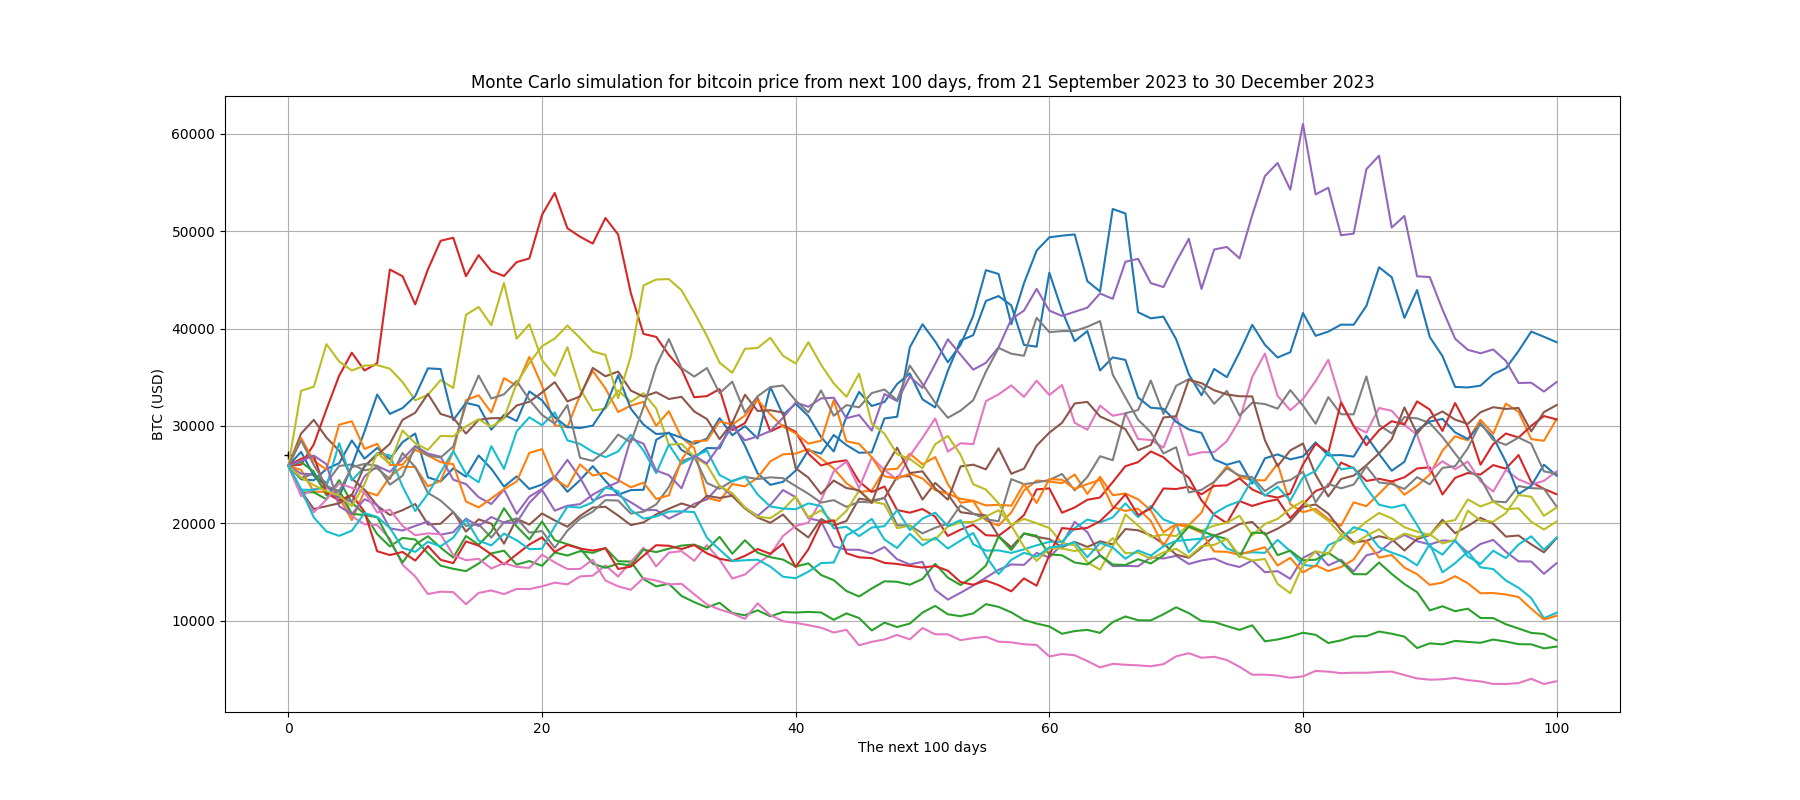 Monte Carlo simulation for bitcoin price from next 100 days, from 21 September 2023 to 30 December 2023
60000
50000
40000
30000
20000
10000
BTC (USD)
0 20 40 60 80 100
The next 100 days